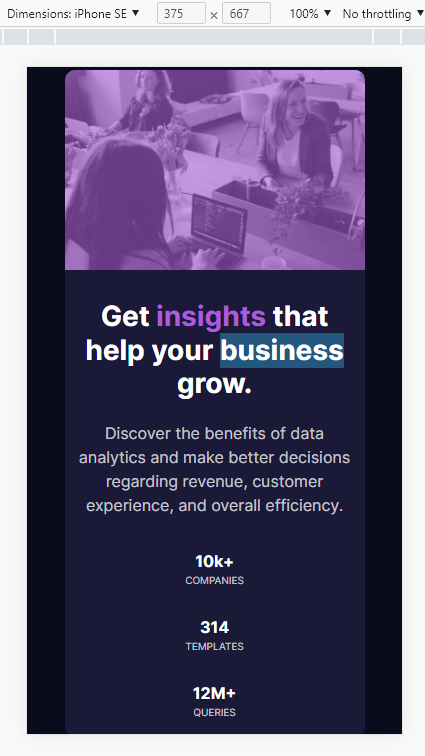 Dimensions: iPhone SE ▼ 375 × 667 100% ▼ No throttling ▼
Get insights that
help your business
grow.
Discover the benefits of data
analytics and make better decisions
regarding revenue, customer
experience, and overall efficiency.
10k+
COMPANIES
314
TEMPLATES
12M+
QUERIES